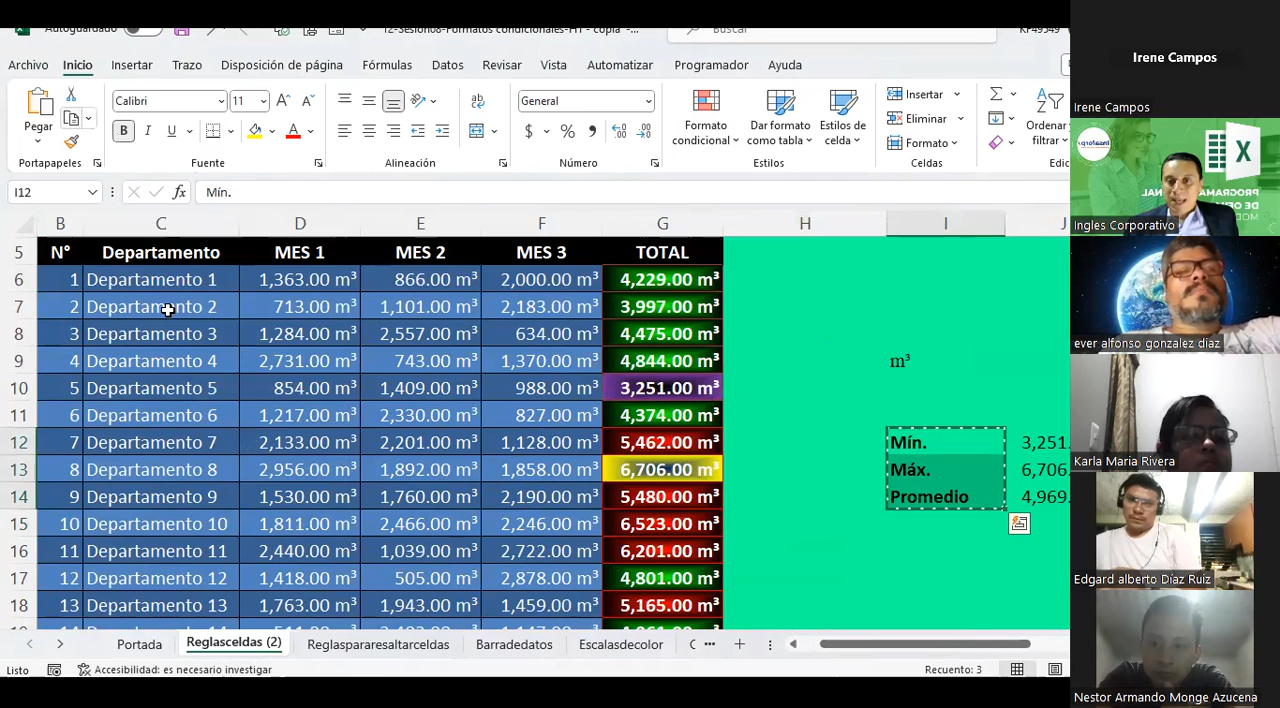 Autoguardado
12-Sesion08-Formatos condicionales-H1 - copia -...
Buscar
Archivo Inicio Insertar Trazo Disposición de página Fórmulas Datos Revisar Vista Automatizar Programador Ayuda
Pegar
Portapapeles
Calibri 11
N K S
Fuente
Alineación
General
$ % ,
Número
Formato condicional
Dar formato como tabla
Estilos de celda
Estilos
Insertar
Eliminar
Formato
Celdas
Ordenar
filtrar
I12 fx Mín.
B C D E F G H I J
5 N° Departamento MES 1 MES 2 MES 3 TOTAL
6 1 Departamento 1 1,363.00 m³ 866.00 m³ 2,000.00 m³ 4,229.00 m³
7 2 Departamento 2 713.00 m³ 1,101.00 m³ 2,183.00 m³ 3,997.00 m³
8 3 Departamento 3 1,284.00 m³ 2,557.00 m³ 634.00 m³ 4,475.00 m³
9 4 Departamento 4 2,731.00 m³ 743.00 m³ 1,370.00 m³ 4,844.00 m³ m³
10 5 Departamento 5 854.00 m³ 1,409.00 m³ 988.00 m³ 3,251.00 m³
11 6 Departamento 6 1,217.00 m³ 2,330.00 m³ 827.00 m³ 4,374.00 m³
12 7 Departamento 7 2,133.00 m³ 2,201.00 m³ 1,128.00 m³ 5,462.00 m³ Mín. 3,251.
13 8 Departamento 8 2,956.00 m³ 1,892.00 m³ 1,858.00 m³ 6,706.00 m³ Máx. 6,706.
14 9 Departamento 9 1,530.00 m³ 1,760.00 m³ 2,190.00 m³ 5,480.00 m³ Promedio 4,969.
15 10 Departamento 10 1,811.00 m³ 2,466.00 m³ 2,246.00 m³ 6,523.00 m³
16 11 Departamento 11 2,440.00 m³ 1,039.00 m³ 2,722.00 m³ 6,201.00 m³
17 12 Departamento 12 1,418.00 m³ 505.00 m³ 2,878.00 m³ 4,801.00 m³
18 13 Departamento 13 1,763.00 m³ 1,943.00 m³ 1,459.00 m³ 5,165.00 m³
Portada Reglasceldas (2) Reglaspararesaltarceldas Barradedatos Escalasdecolor
Listo Accesibilidad: es necesario investigar Recuento: 3
Irene Campos
Irene Campos
Ingles Corporativo
ever alfonso gonzalez diaz
Karla Maria Rivera
Edgard alberto Díaz Ruiz
Nestor Armando Monge Azucena